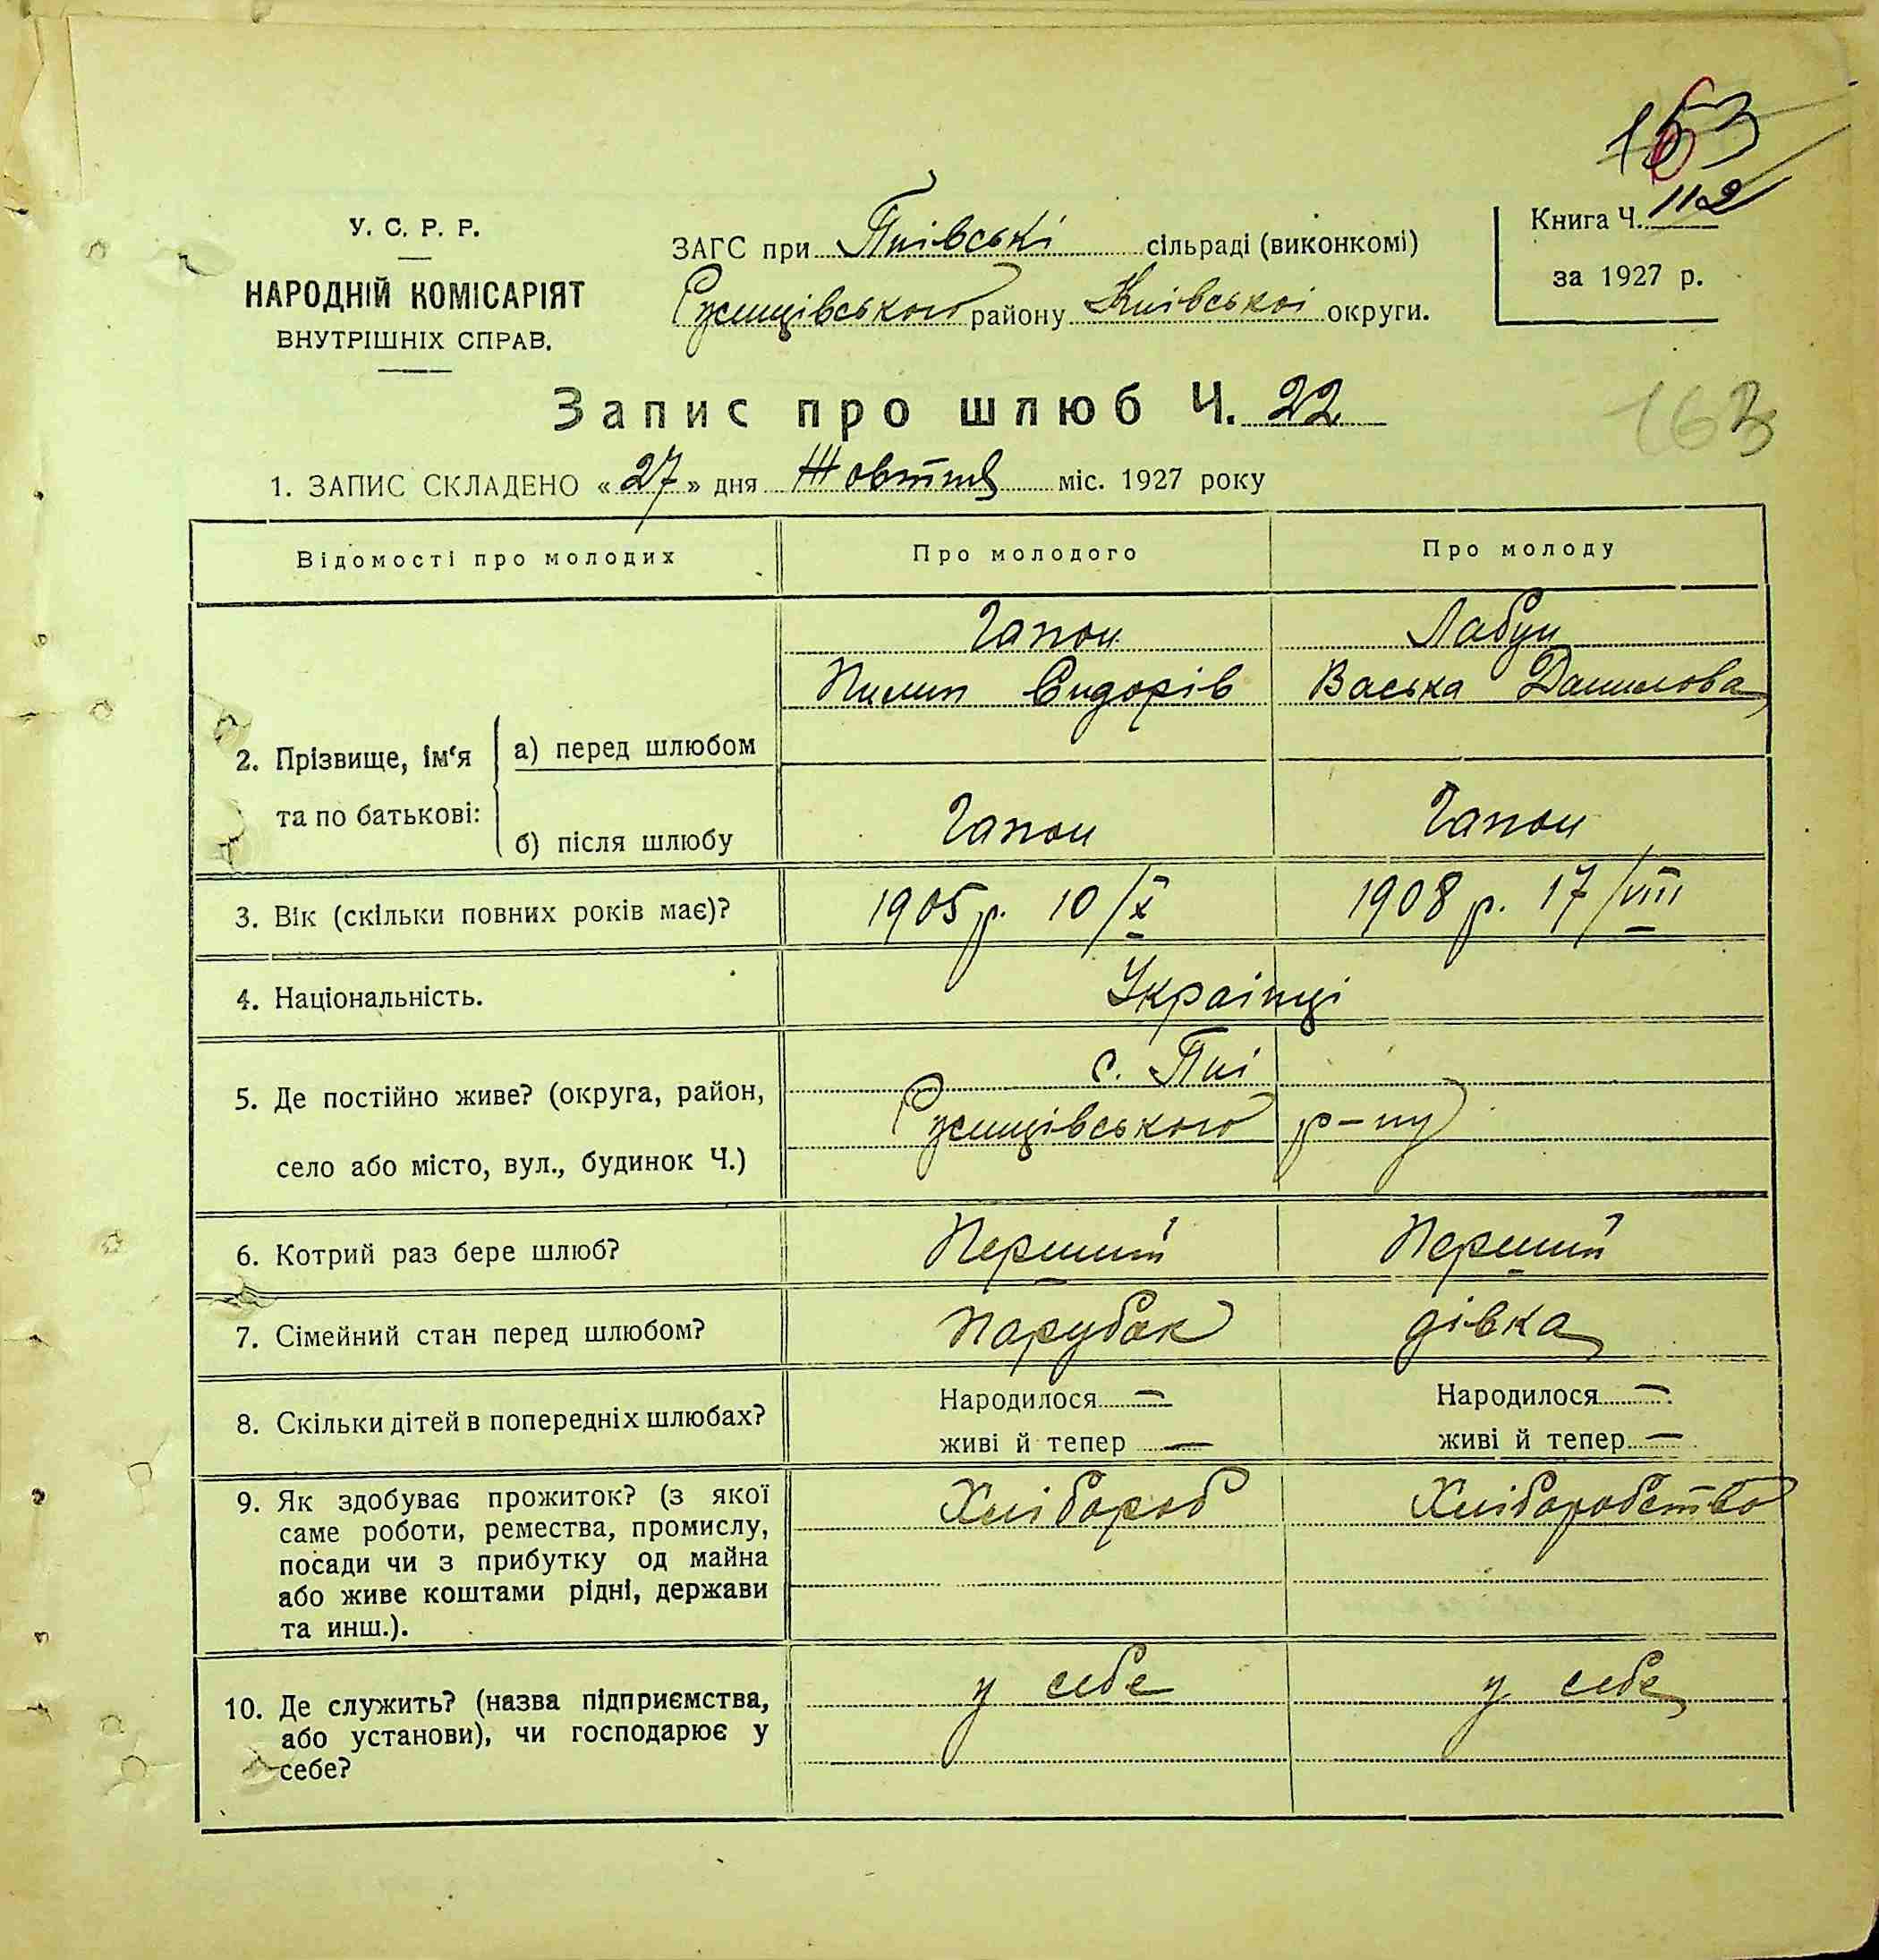 163
112
У. С. Р. Р.
НАРОДНІЙ КОМІСАРІЯТ
ВНУТРІШНІХ СПРАВ.
ЗАГС при Пнівські сільраді (виконкомі)
Гусинцівського району Київської округи.
Книга Ч.
за 1927 р.
Запис про шлюб Ч. 22
163
1. ЗАПИС СКЛАДЕНО « 27 » дня Жовтня міс. 1927 року
Відомості про молодих Про молодого Про молоду
Гапон Лабун
Пилип Сидорів Васька Данилова
2. Прізвище, ім‘я а) перед шлюбом
та по батькові:
б) після шлюбу Гапон Гапон
3. Вік (скільки повних років має)? 1905 р. 10/X 1908 р. 17/VIII
4. Національність. Українці
с. Пні
5. Де постійно живе? (округа, район, Гусинцівського р-ну
село або місто, вул., будинок Ч.)
6. Котрий раз бере шлюб? Перший Перший
7. Сімейний стан перед шлюбом? Парубок дівка
8. Скільки дітей в попередніх шлюбах? Народилося — Народилося —
живі й тепер — живі й тепер —
9. Як здобуває прожиток? (з якої Хлібороб Хліборобство
саме роботи, ремества, промислу,
посади чи з прибутку од майна
або живе коштами рідні, держави
та инш.).
10. Де служить? (назва підприємства, у себе у себе
або установи), чи господарює у
себе?